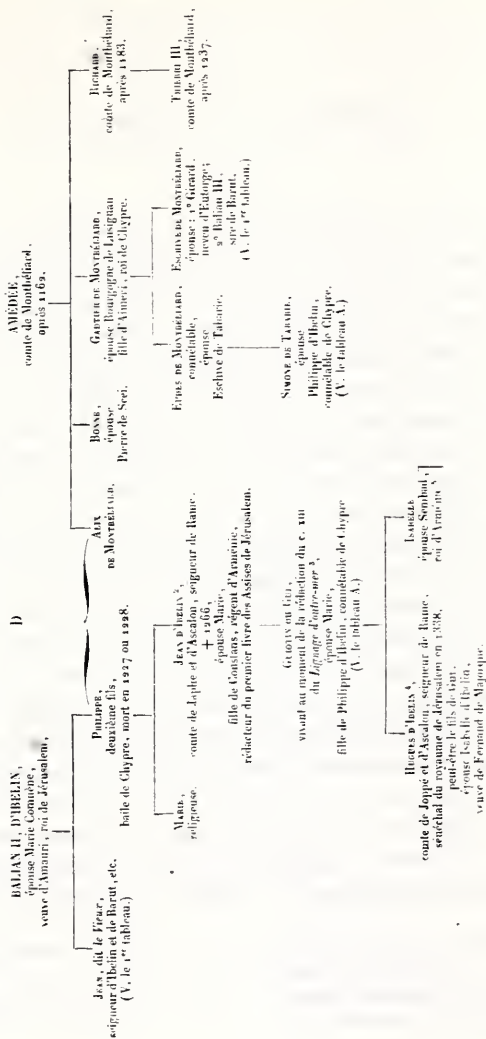 D
BALIAN II, D'IBELIN,
épouse Marie Comnène,
veuve d'Amauri, roi de Jérusalem,
AMÉDÉE,
comte de Montbéliard.
après 1162.
JEAN, dit le Vieux,
seigneur d'Ibelin et de Barut, etc.
(V. le 1er tableau.)
PHILIPPE,
deuxième fils,
baile de Chypre, mort en 1227 ou 1228.
ALIX
DE MONTBÉLIARD.
BONNE,
épouse
Pierre de Scei.
GAUTIER DE MONTBÉLIARD,
épouse Bourgogne de Lusignan
fille d'Aimeri, roi de Chypre.
RICHARD,
comte de Montbéliard,
après 1183.
MARIE,
religieuse.
JEAN D'IBELIN 2,
comte de Japhe et d'Ascalon, seigneur de Rame.
+ 1266,
épouse Marie,
fille de Constans, régent d'Arménie,
rédacteur du premier livre des Assises de Jérusalem.
EUDES DE MONTBÉLIARD,
connétable,
épouse
Eschive de Tabarie.
ESCHIVE DE MONTBÉLIARD,
épouse : 1° Girard.
neveu d'Eutorge;
2° Balian III,
sire de Barut.
(V. le 1er tableau.)
THIERRI III,
comte de Montbéliard,
après 1237.
GUIOTIN ou GUI,
vivant au moment de la rédaction du c. XIII
du Lignage d'outre-mer 3,
épouse Marie,
fille de Philippe d'Ibelin, connétable de Chypre
(V. le tableau A.)
SIMONE DE TABARIE,
épouse
Philippe d'Ibelin,
connétable de Chypre.
(V. le tableau A.)
HUGUES D'IBELIN 4,
comte de Joppé et d'Ascalon, seigneur de Rame,
sénéchal du royaume de Jérusalem en 1338,
peut-être le fils de Gui,
épouse Isabelle d'Ibelin,
veuve de Fernand de Majorque.
ISABELLE
épouse Sembad,
roi d'Arménie 5